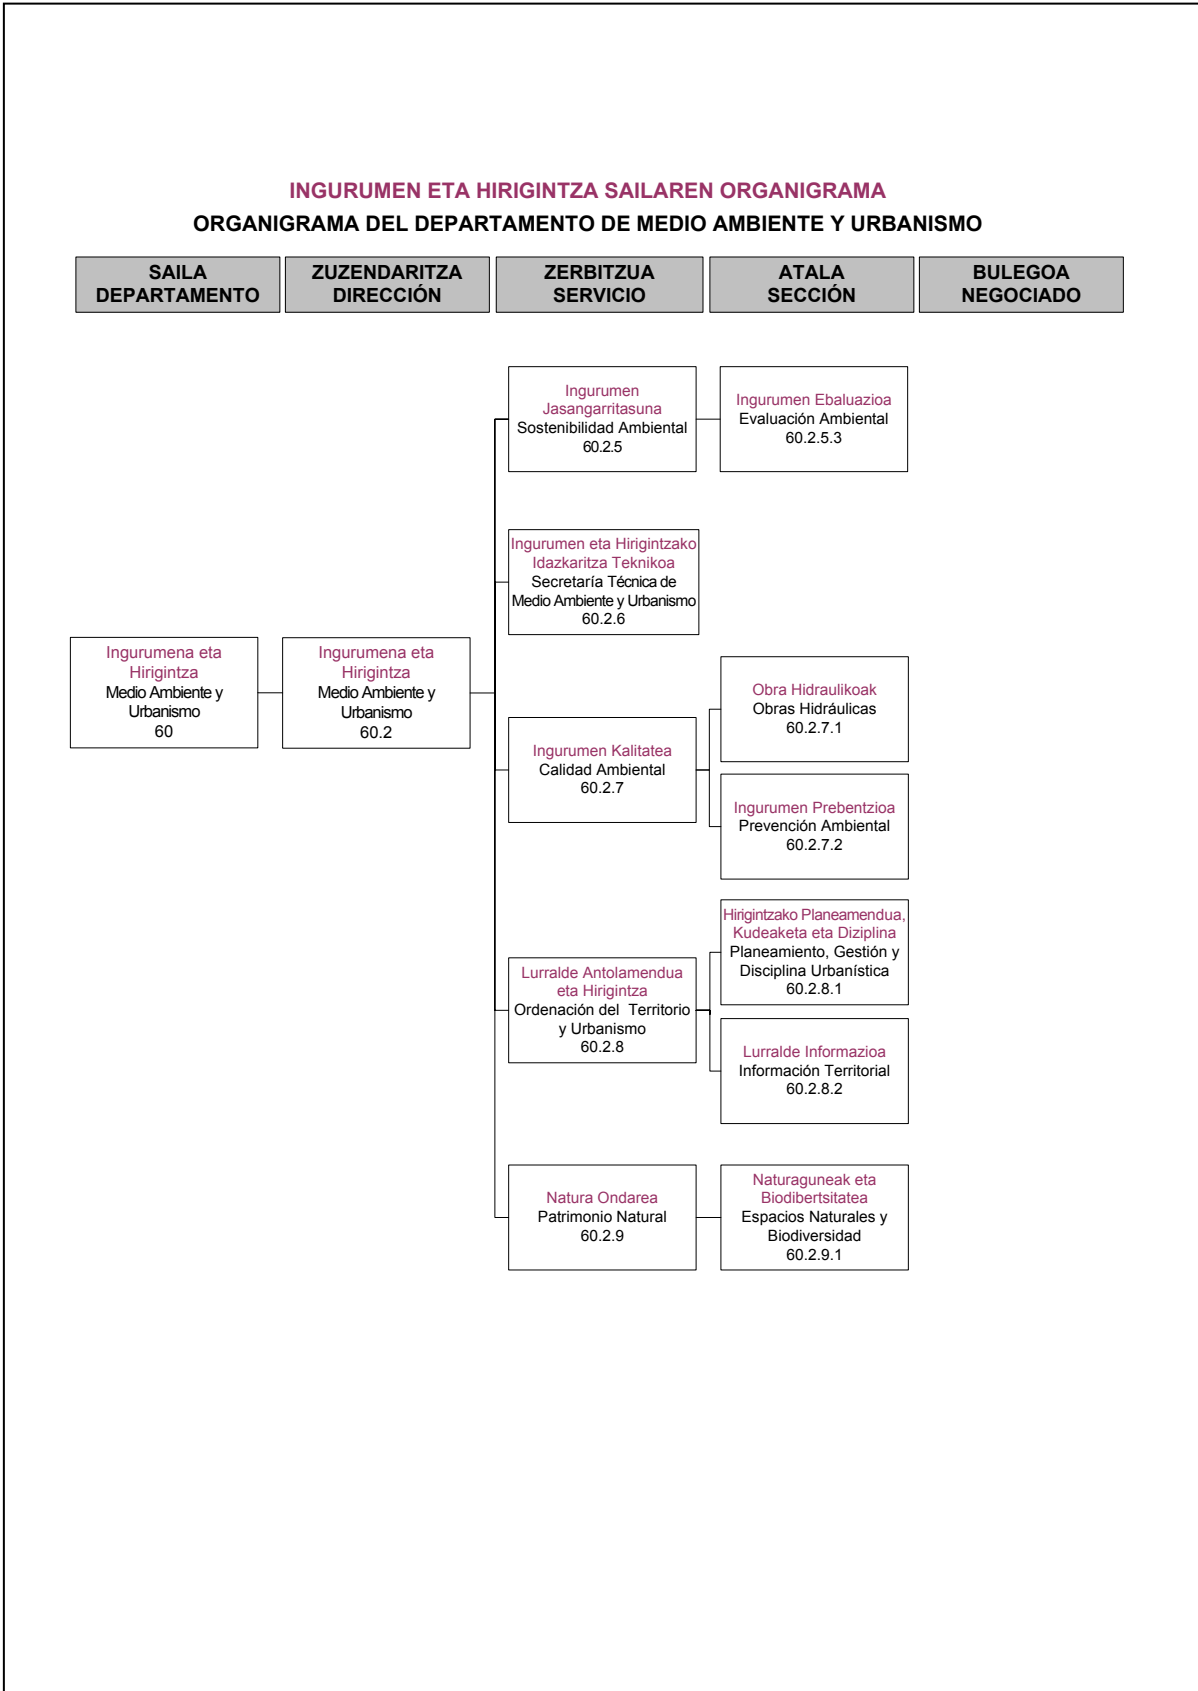 INGURUMEN ETA HIRIGINTZA SAILAREN ORGANIGRAMA
ORGANIGRAMA DEL DEPARTAMENTO DE MEDIO AMBIENTE Y URBANISMO
SAILA
DEPARTAMENTO
ZUZENDARITZA
DIRECCIÓN
ZERBITZUA
SERVICIO
ATALA
SECCIÓN
BULEGOA
NEGOCIADO
Ingurumena eta
Hirigintza
Medio Ambiente y
Urbanismo
60
Ingurumena eta
Hirigintza
Medio Ambiente y
Urbanismo
60.2
Ingurumen
Jasangarritasuna
Sostenibilidad Ambiental
60.2.5
Ingurumen Ebaluazioa
Evaluación Ambiental
60.2.5.3
Ingurumen eta Hirigintzako
Idazkaritza Teknikoa
Secretaría Técnica de
Medio Ambiente y Urbanismo
60.2.6
Ingurumen Kalitatea
Calidad Ambiental
60.2.7
Obra Hidraulikoak
Obras Hidráulicas
60.2.7.1
Ingurumen Prebentzioa
Prevención Ambiental
60.2.7.2
Lurralde Antolamendua
eta Hirigintza
Ordenación del Territorio
y Urbanismo
60.2.8
Hirigintzako Planeamendua,
Kudeaketa eta Diziplina
Planeamiento, Gestión y
Disciplina Urbanística
60.2.8.1
Lurralde Informazioa
Información Territorial
60.2.8.2
Natura Ondarea
Patrimonio Natural
60.2.9
Naturaguneak eta
Biodibertsitatea
Espacios Naturales y
Biodiversidad
60.2.9.1